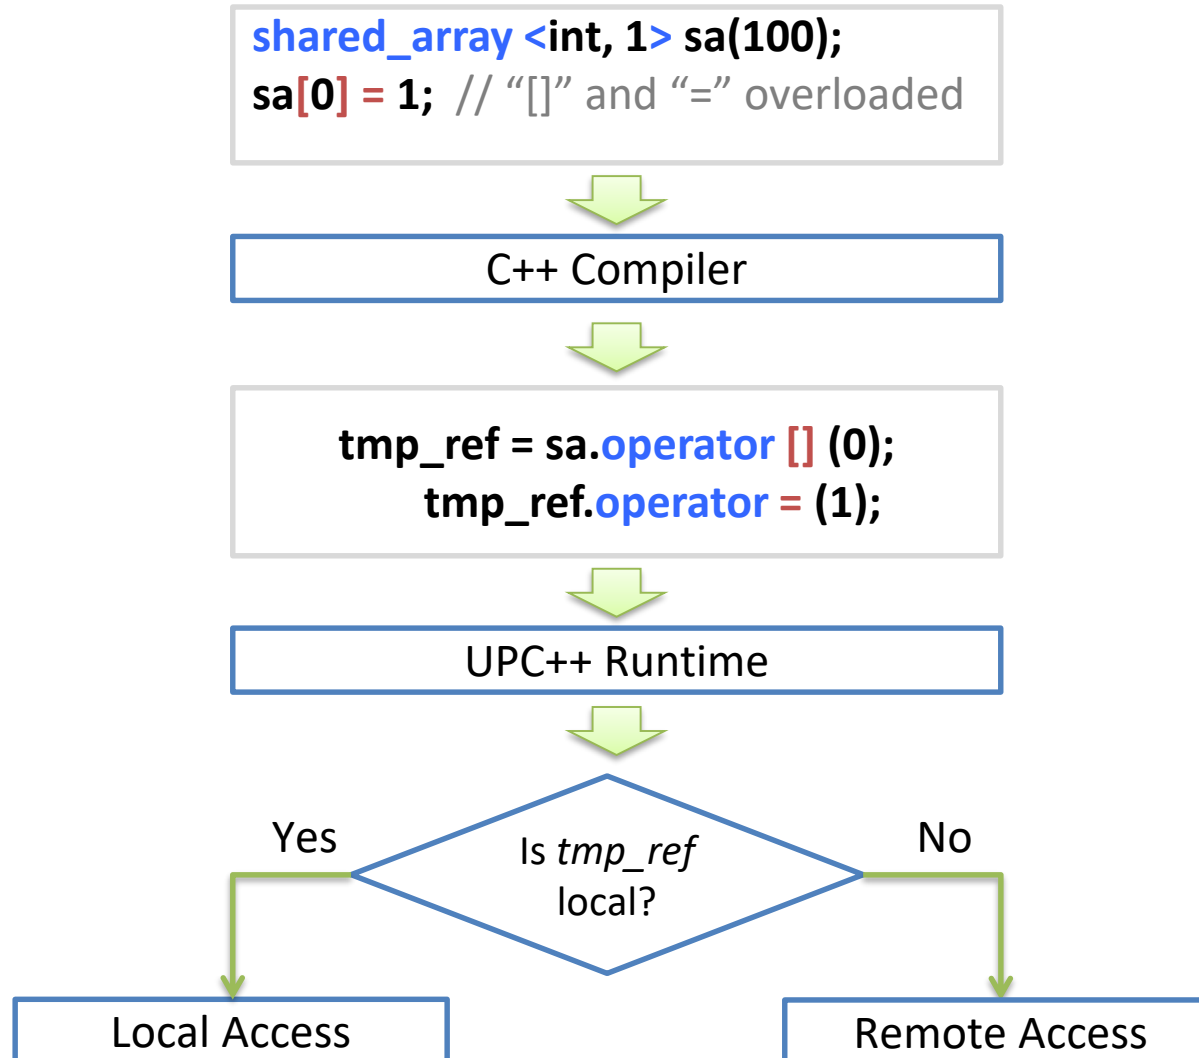 shared_array <int, 1> sa(100);
sa[0] = 1; // “[]” and “=” overloaded
C++ Compiler
tmp_ref = sa.operator [] (0);
tmp_ref.operator = (1);
UPC++ Runtime
Is tmp_ref
local?
Yes
No
Local Access
Remote Access